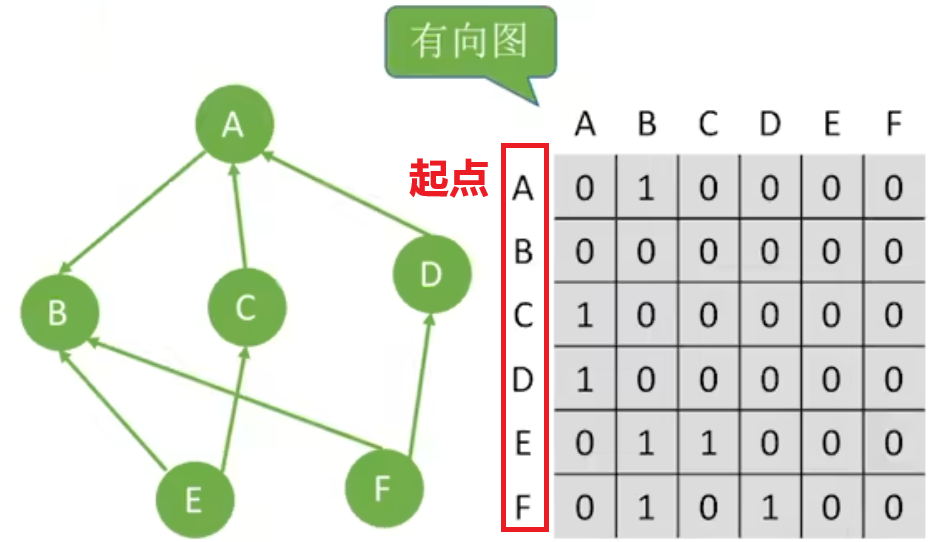 有向图
A
B
C
D
E
F
起点
A B C D E F
A 0 1 0 0 0 0
B 0 0 0 0 0 0
C 1 0 0 0 0 0
D 1 0 0 0 0 0
E 0 1 1 0 0 0
F 0 1 0 1 0 0